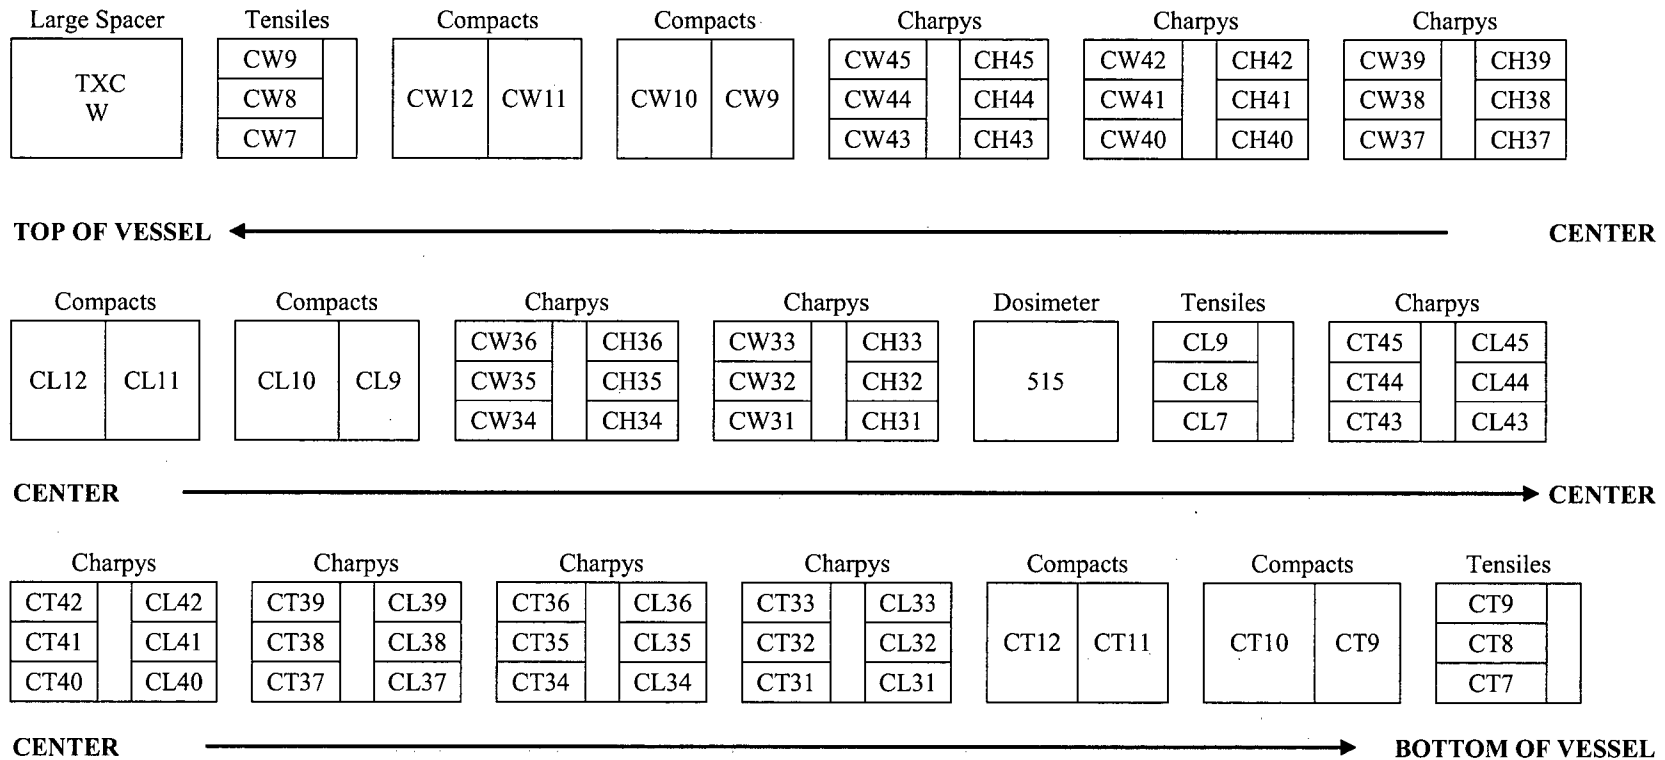 Large Spacer Tensiles Compacts Compacts Charpys Charpys Charpys
CW9 CW45 CH45 CW42 CH42 CW39 CH39
TXC
W CW8 CW12 CW11 CW10 CW9 CW44 CH44 CW41 CH41 CW38 CH38
CW7 CW43 CH43 CW40 CH40 CW37 CH37
TOP OF VESSEL CENTER
Compacts Compacts Charpys Charpys Dosimeter Tensiles Charpys
CW36 CH36 CW33 CH33 CL9 CT45 CL45
CL12 CL11 CL10 CL9 CW35 CH35 CW32 CH32 515 CL8 CT44 CL44
CW34 CH34 CW31 CH31 CL7 CT43 CL43
CENTER CENTER
Charpys Charpys Charpys Charpys Compacts Compacts Tensiles
CT42 CL42 CT39 CL39 CT36 CL36 CT33 CL33 CT9
CT41 CL41 CT38 CL38 CT35 CL35 CT32 CL32 CT12 CT11 CT10 CT9 CT8
CT40 CL40 CT37 CL37 CT34 CL34 CT31 CL31 CT7
CENTER BOTTOM OF VESSEL